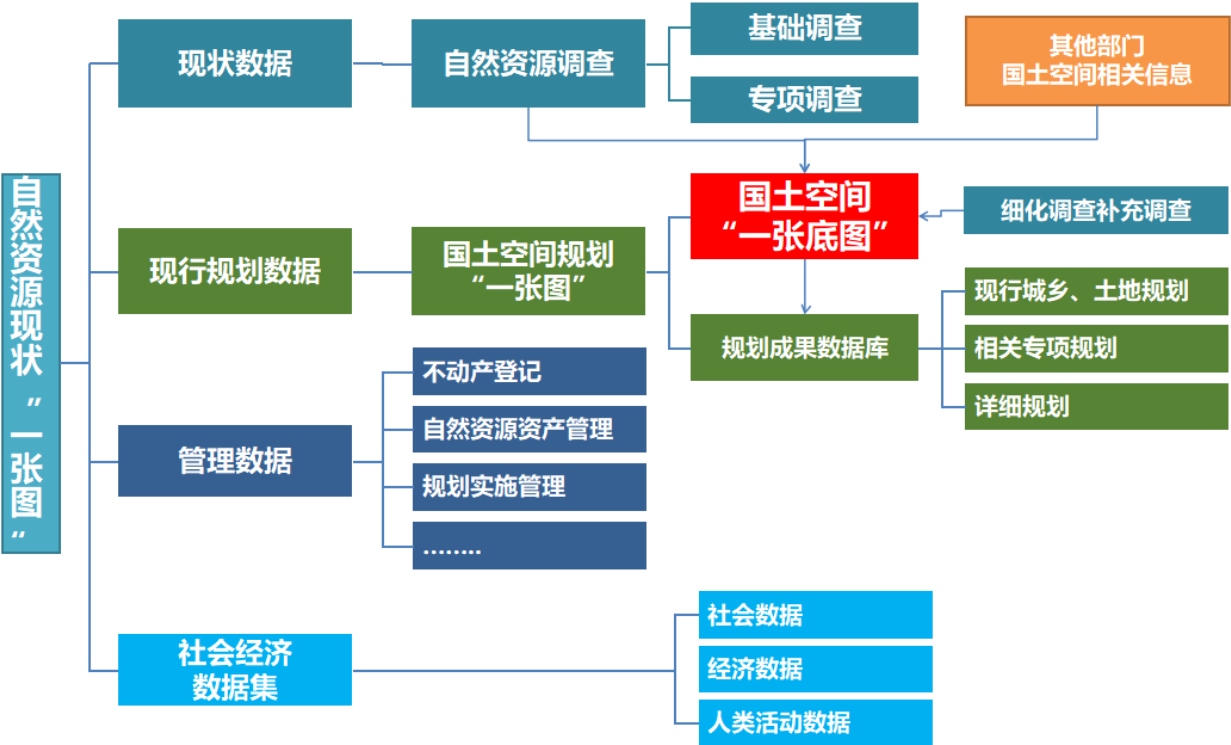 自然资源现状“一张图“
现状数据
自然资源调查
基础调查
专项调查
其他部门
国土空间相关信息
现行规划数据
国土空间规划
“一张图”
国土空间
“一张底图”
细化调查补充调查
规划成果数据库
现行城乡、土地规划
相关专项规划
详细规划
管理数据
不动产登记
自然资源资产管理
规划实施管理
........
社会经济
数据集
社会数据
经济数据
人类活动数据